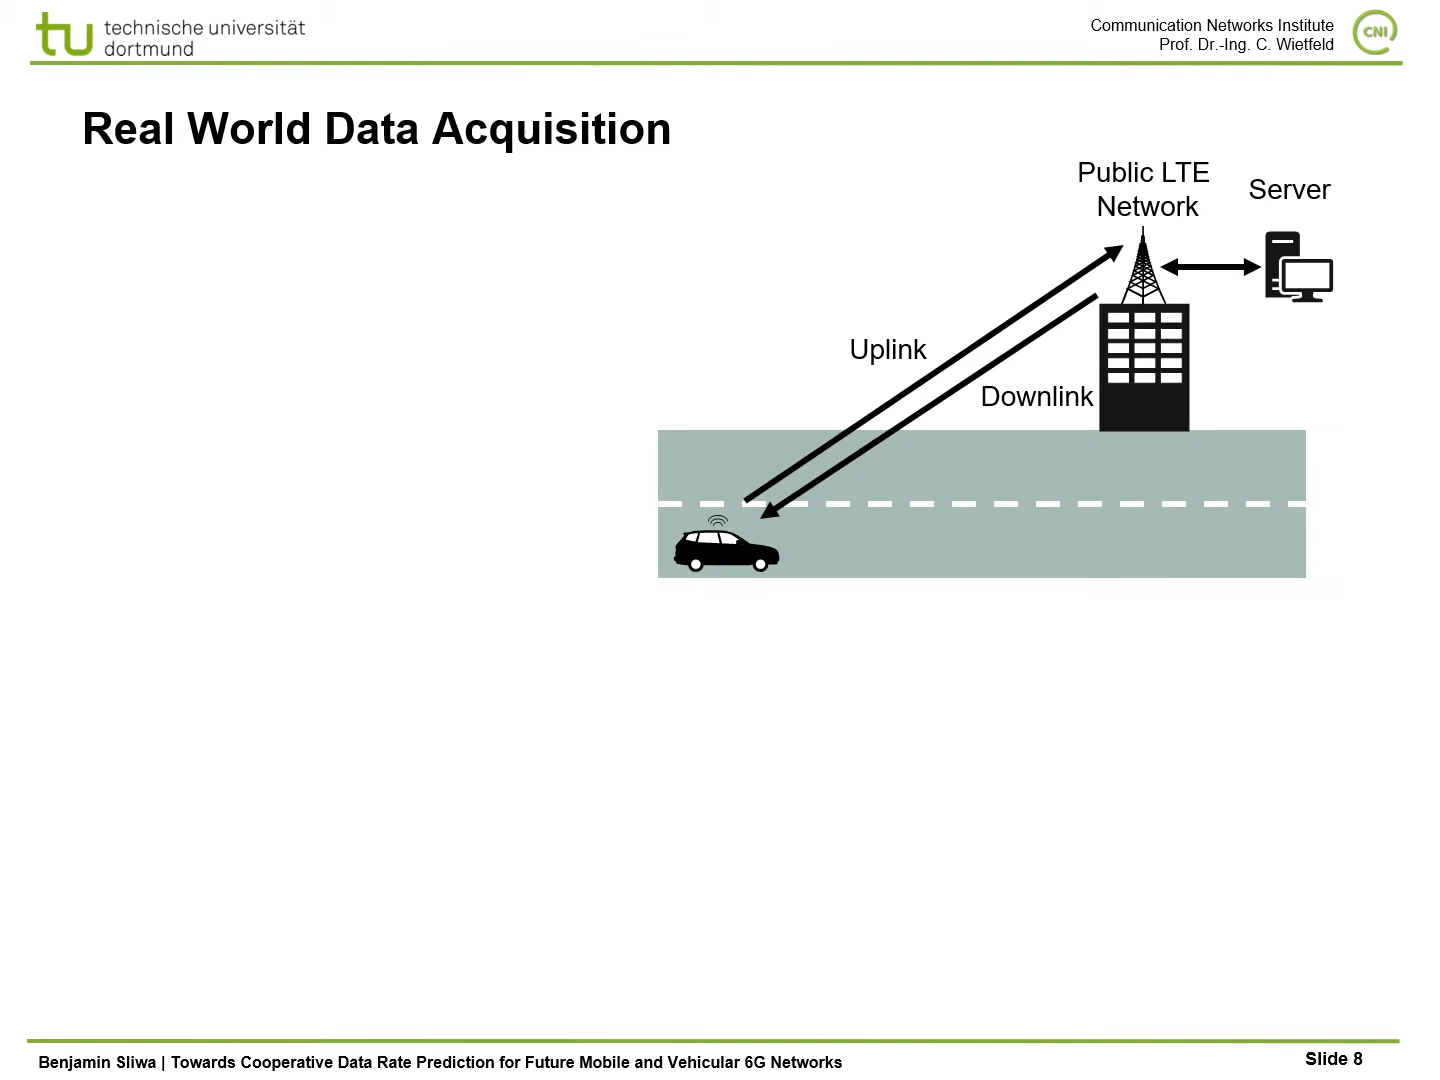 technische universität
dortmund
Communication Networks Institute
Prof. Dr.-Ing. C. Wietfeld
CNI
Real World Data Acquisition
Public LTE
Network
Server
Uplink
Downlink
Benjamin Sliwa | Towards Cooperative Data Rate Prediction for Future Mobile and Vehicular 6G Networks
Slide 8